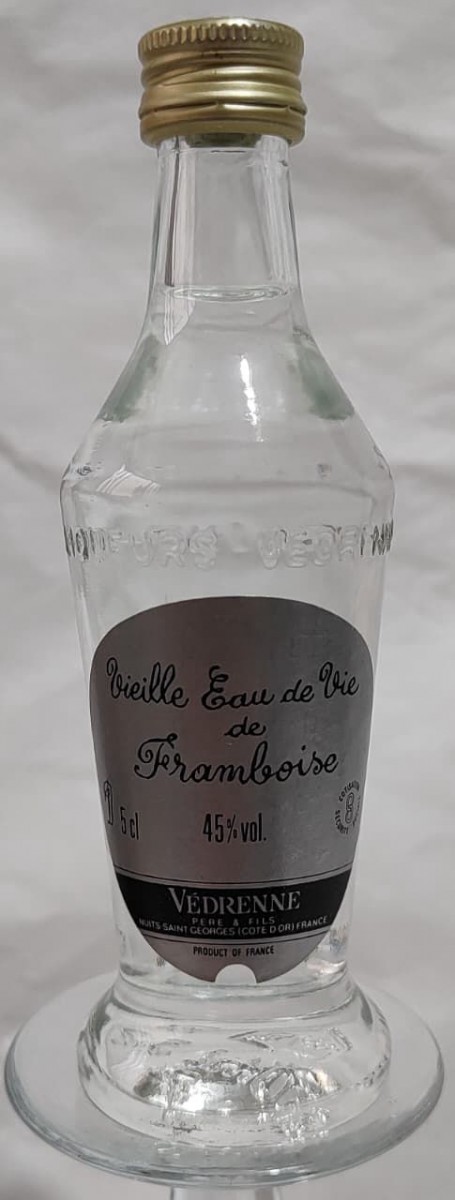 VEDRENN
Vieille Eau de Vie
de
Framboise
5 cl 45% vol.
VÉDRENNE
PERE & FILS
NUITS-SAINT GEORGES (COTE D'OR) FRANCE
PRODUCT OF FRANCE